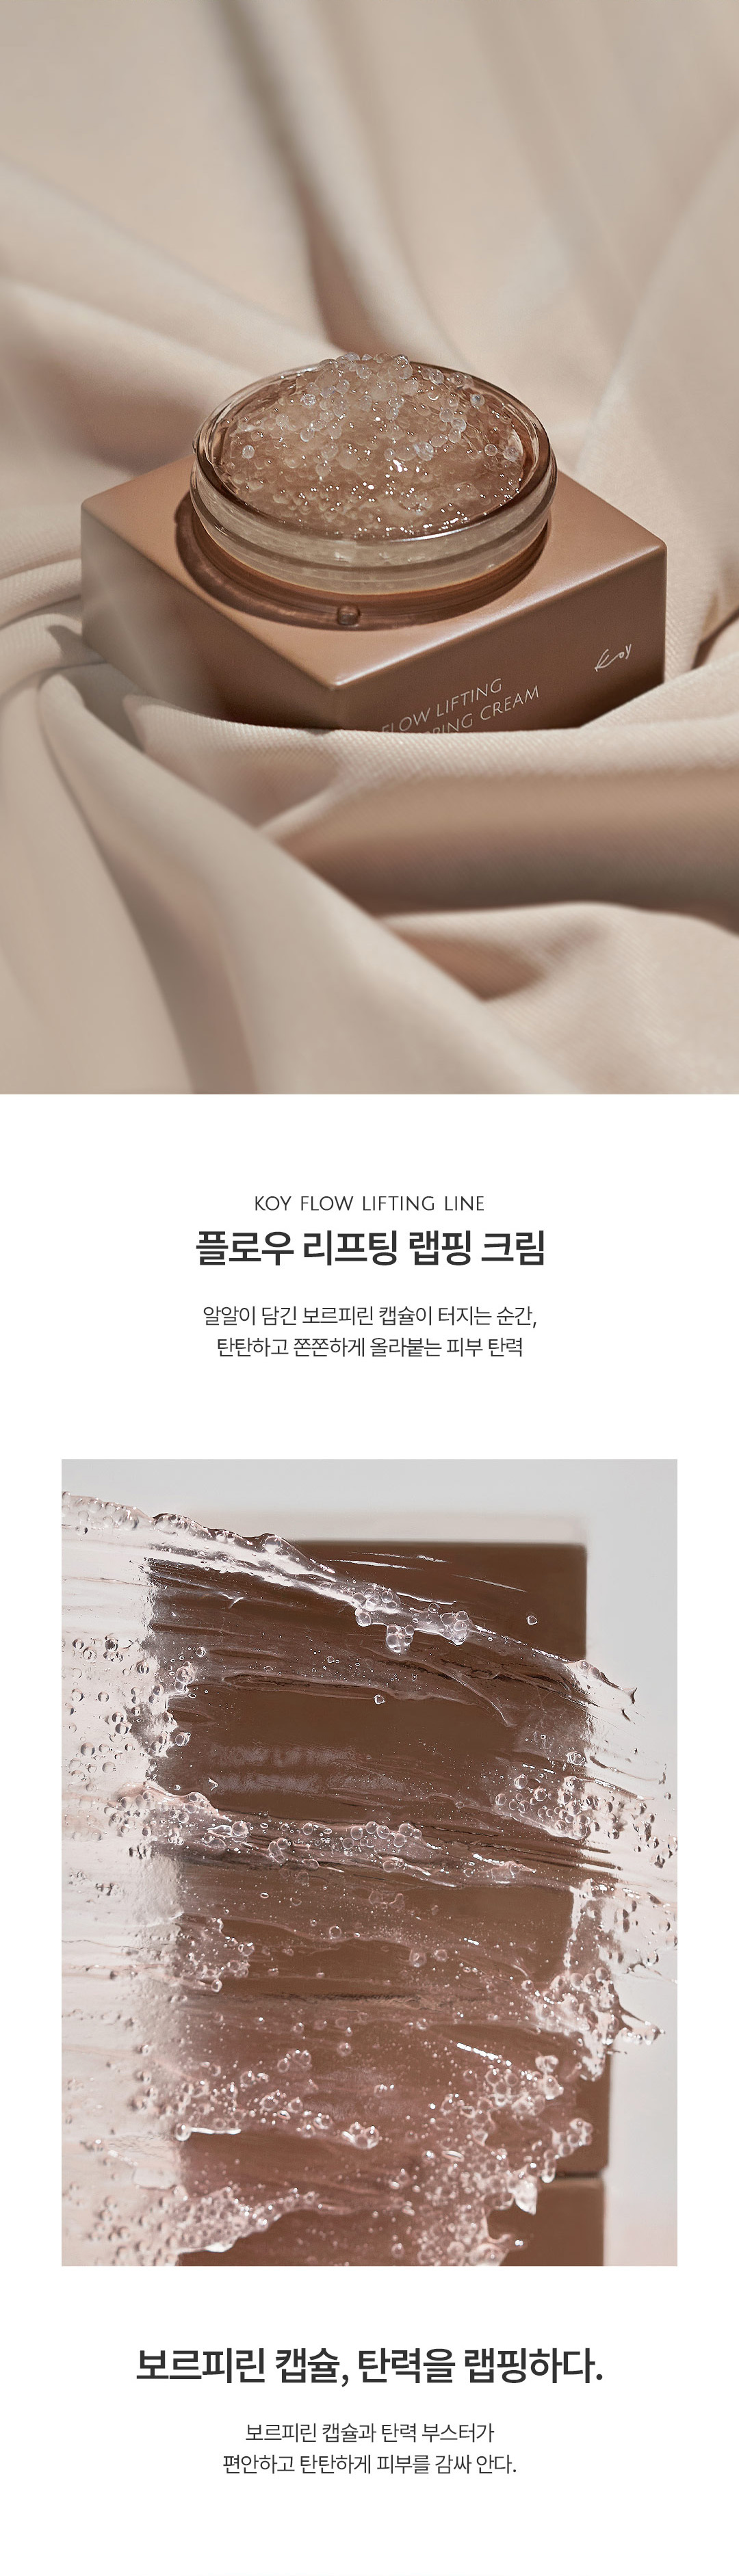 Koy
FLOW LIFTING
CREAM
KOY FLOW LIFTING LINE
플로우 리프팅 랩핑 크림
알알이 담긴 보르피린 캡슐이 터지는 순간,
탄탄하고 쫀쫀하게 올라붙는 피부 탄력
보르피린 캡슐, 탄력을 랩핑하다.
보르피린 캡슐과 탄력 부스터가
편안하고 탄탄하게 피부를 감싸 안다.